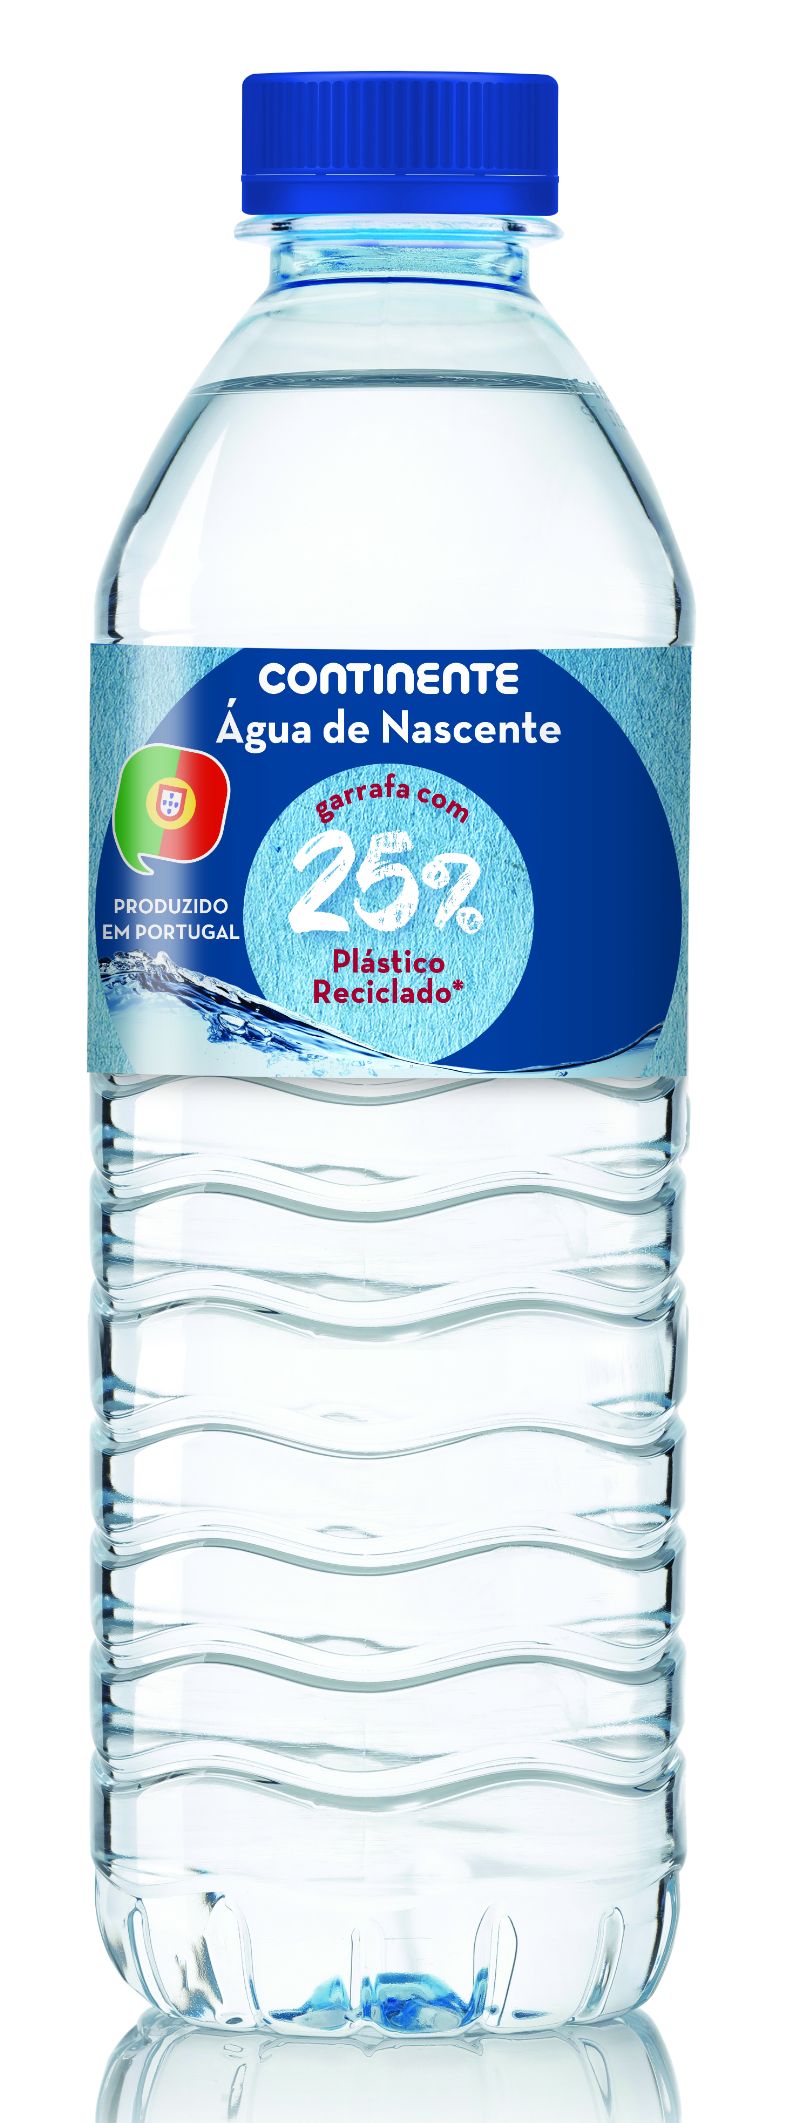 CONTINENTE
Água de Nascente
garrafa com
25%
Plástico
Reciclado*
PRODUZIDO
EM PORTUGAL